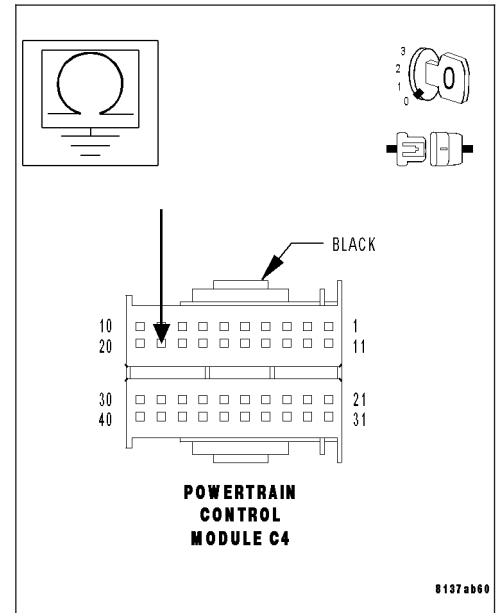 3
2
1
0
BLACK
10 1
20 11
30 21
40 31
POWERTRAIN
CONTROL
MODULE C4
8137ab60